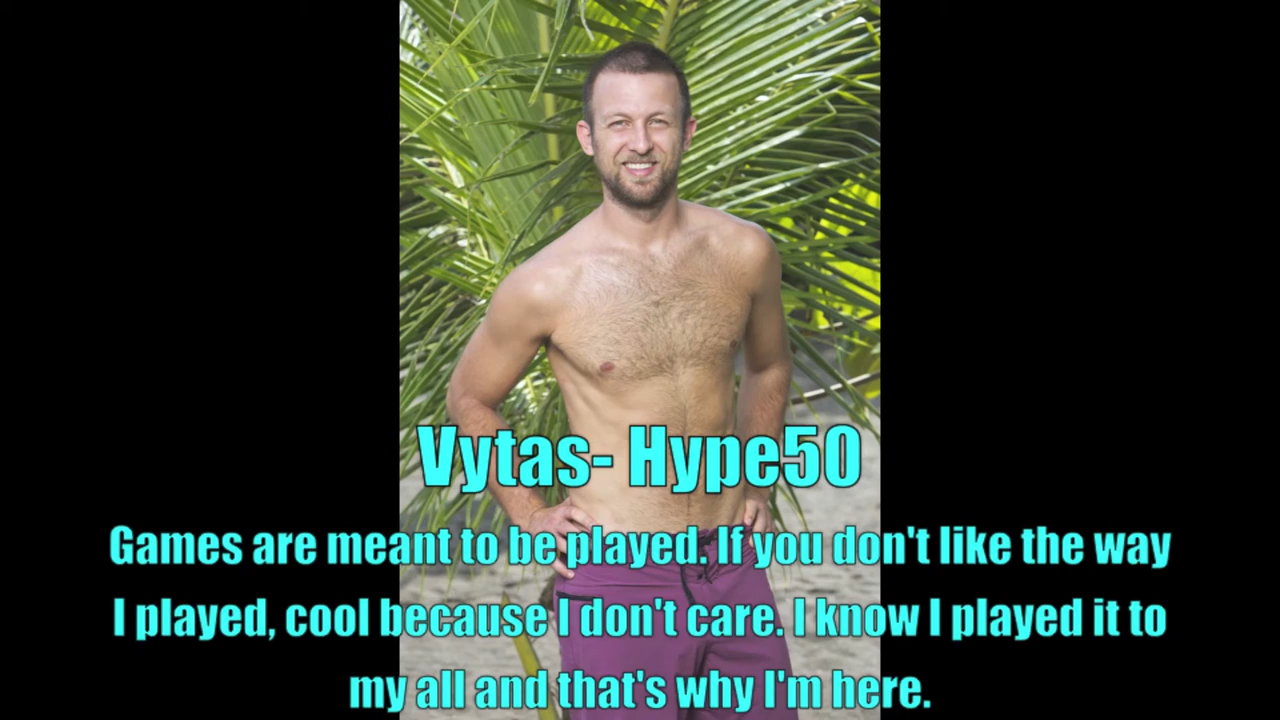 Vytas- Hype50
Games are meant to be played. If you don't like the way
I played, cool because I don't care. I know I played it to
my all and that's why I'm here.